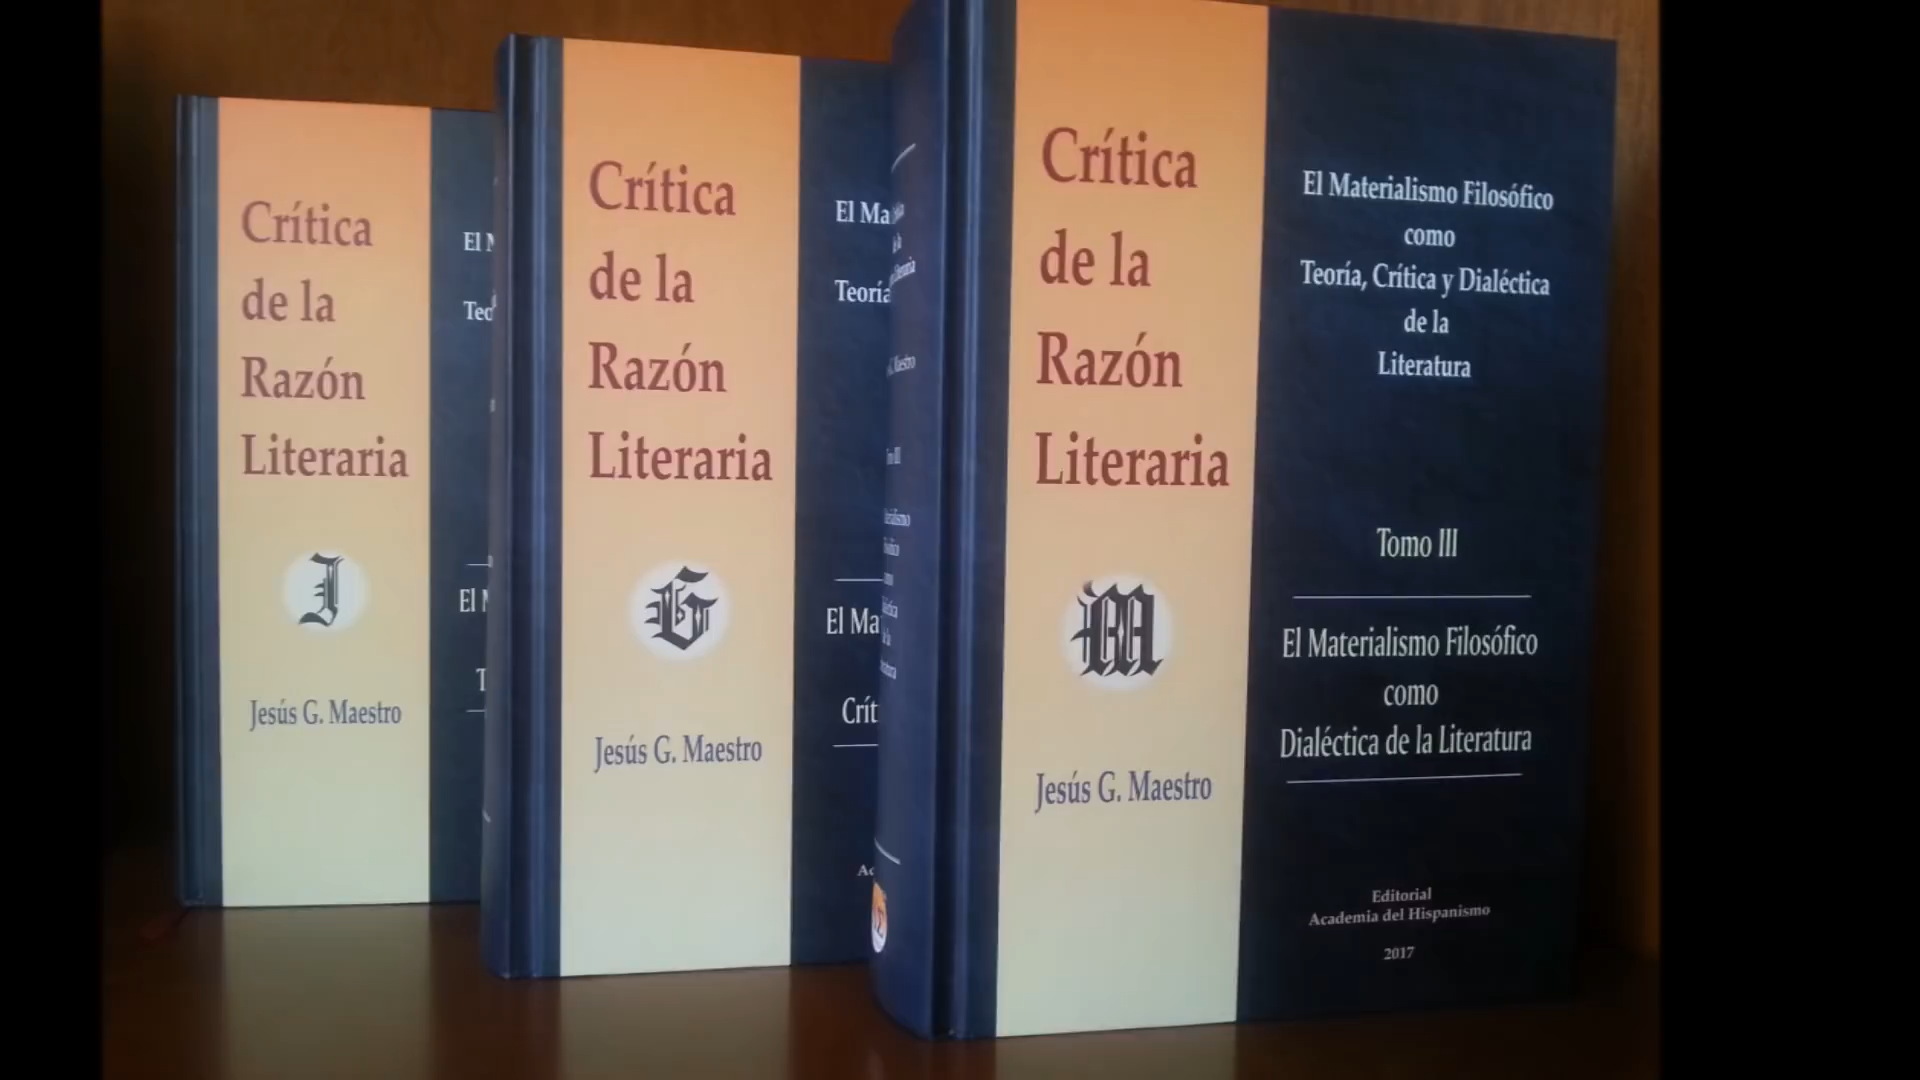 Crítica
de la
Razón
Literaria
J
Jesús G. Maestro
Crítica
de la
Razón
Literaria
G
Jesús G. Maestro
El Ma
Teoría
El Ma
Crít
Crítica
de la
Razón
Literaria
M
Jesús G. Maestro
El Materialismo Filosófico
como
Teoría, Crítica y Dialéctica
de la
Literatura
Tomo III
El Materialismo Filosófico
como
Dialéctica de la Literatura
Editorial
Academia del Hispanismo
2017